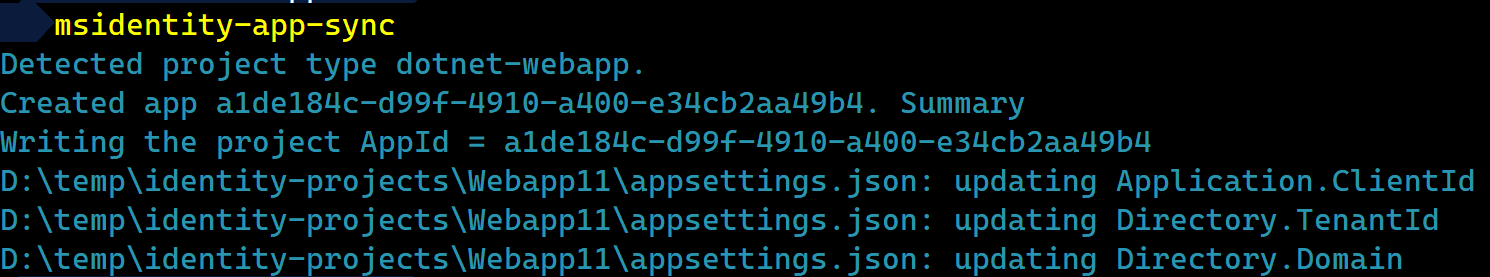 msidentity-app-sync
Detected project type dotnet-webapp.
Created app a1de184c-d99f-4910-a400-e34cb2aa49b4. Summary
Writing the project AppId = a1de184c-d99f-4910-a400-e34cb2aa49b4
D:\temp\identity-projects\Webapp11\appsettings.json: updating Application.ClientId
D:\temp\identity-projects\Webapp11\appsettings.json: updating Directory.TenantId
D:\temp\identity-projects\Webapp11\appsettings.json: updating Directory.Domain